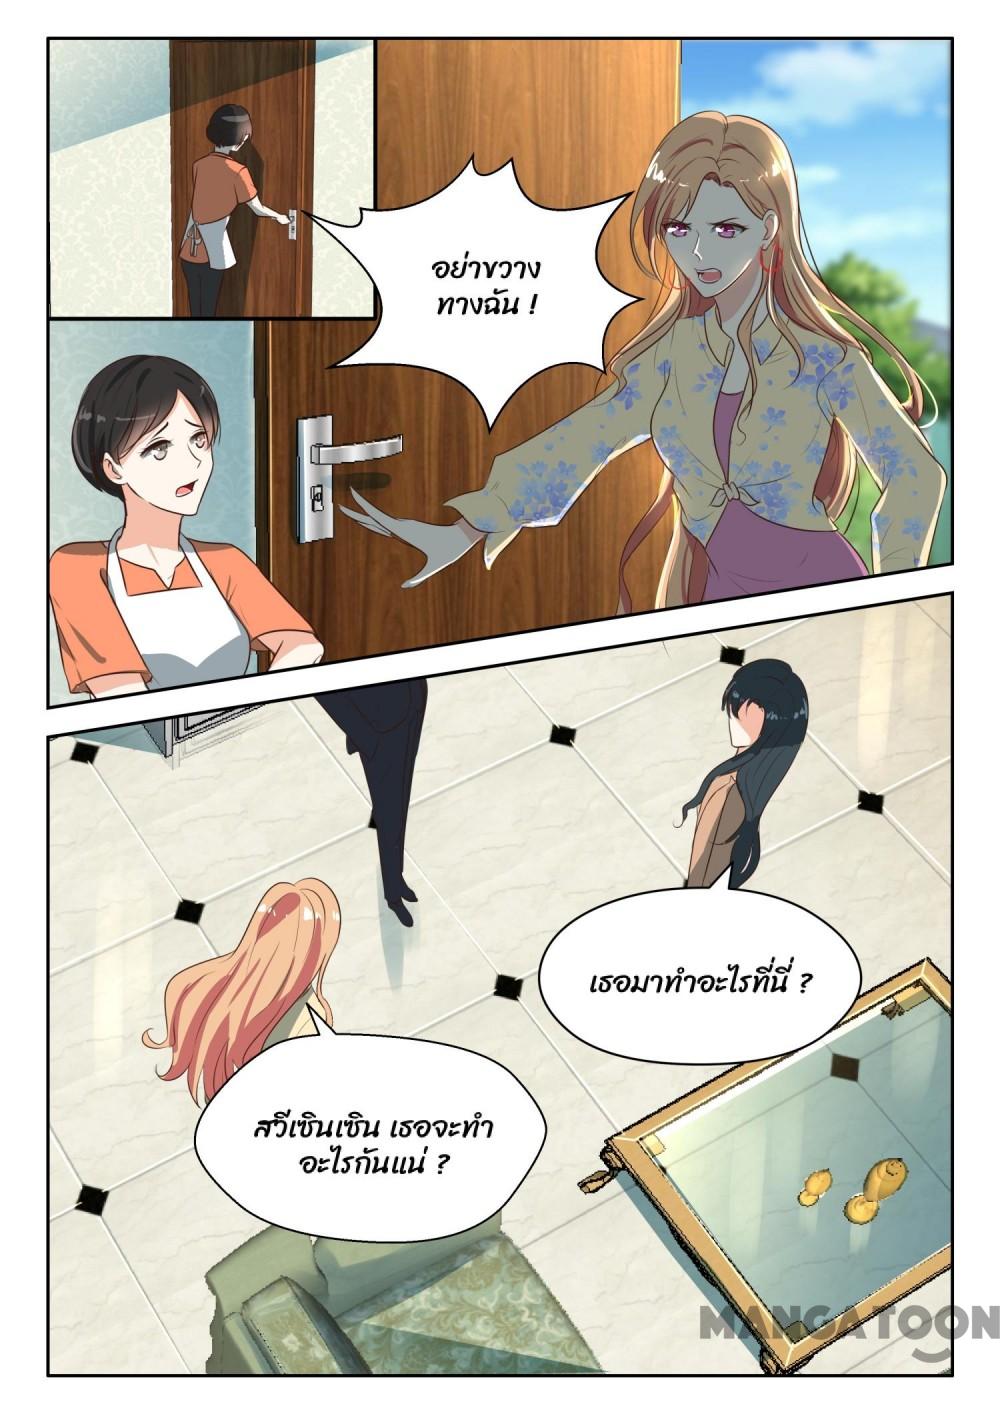 อย่าขวาง
ทางฉัน !
เธอมาทำอะไรที่นี่ ?
สวีเซินเซิน เธอจะทำ
อะไรกันแน่ ?
MANGATOON